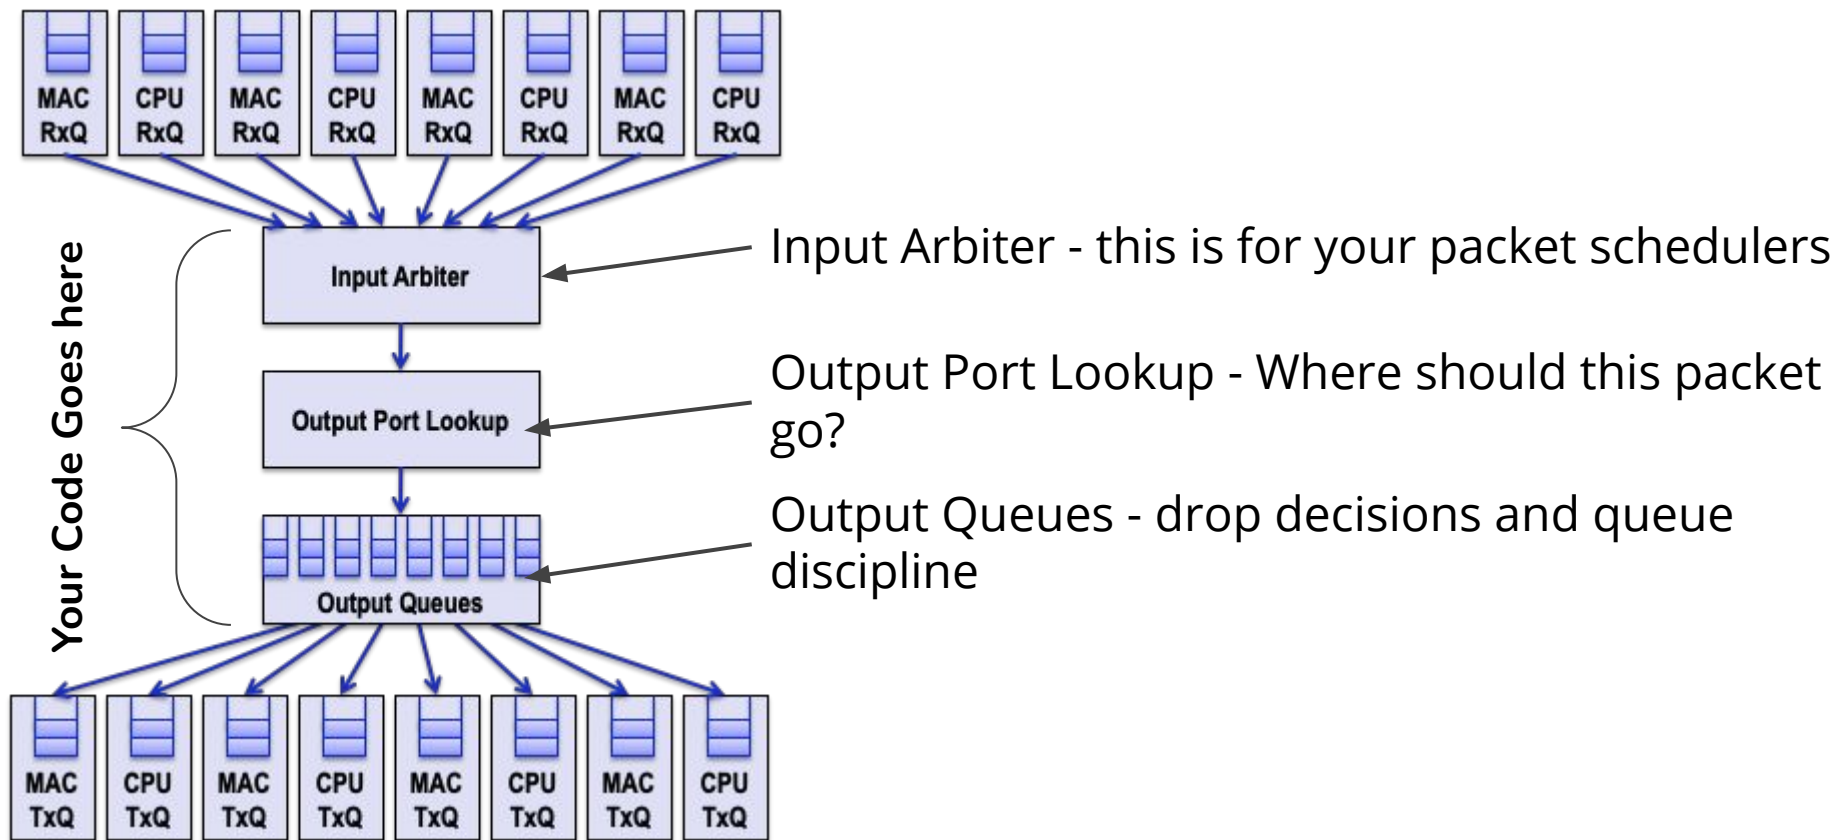 MAC RxQ
CPU RxQ
MAC RxQ
CPU RxQ
MAC RxQ
CPU RxQ
MAC RxQ
CPU RxQ
Your Code Goes here
Input Arbiter
Input Arbiter - this is for your packet schedulers
Output Port Lookup
Output Port Lookup - Where should this packet
go?
Output Queues
Output Queues - drop decisions and queue
discipline
MAC TxQ
CPU TxQ
MAC TxQ
CPU TxQ
MAC TxQ
CPU TxQ
MAC TxQ
CPU TxQ